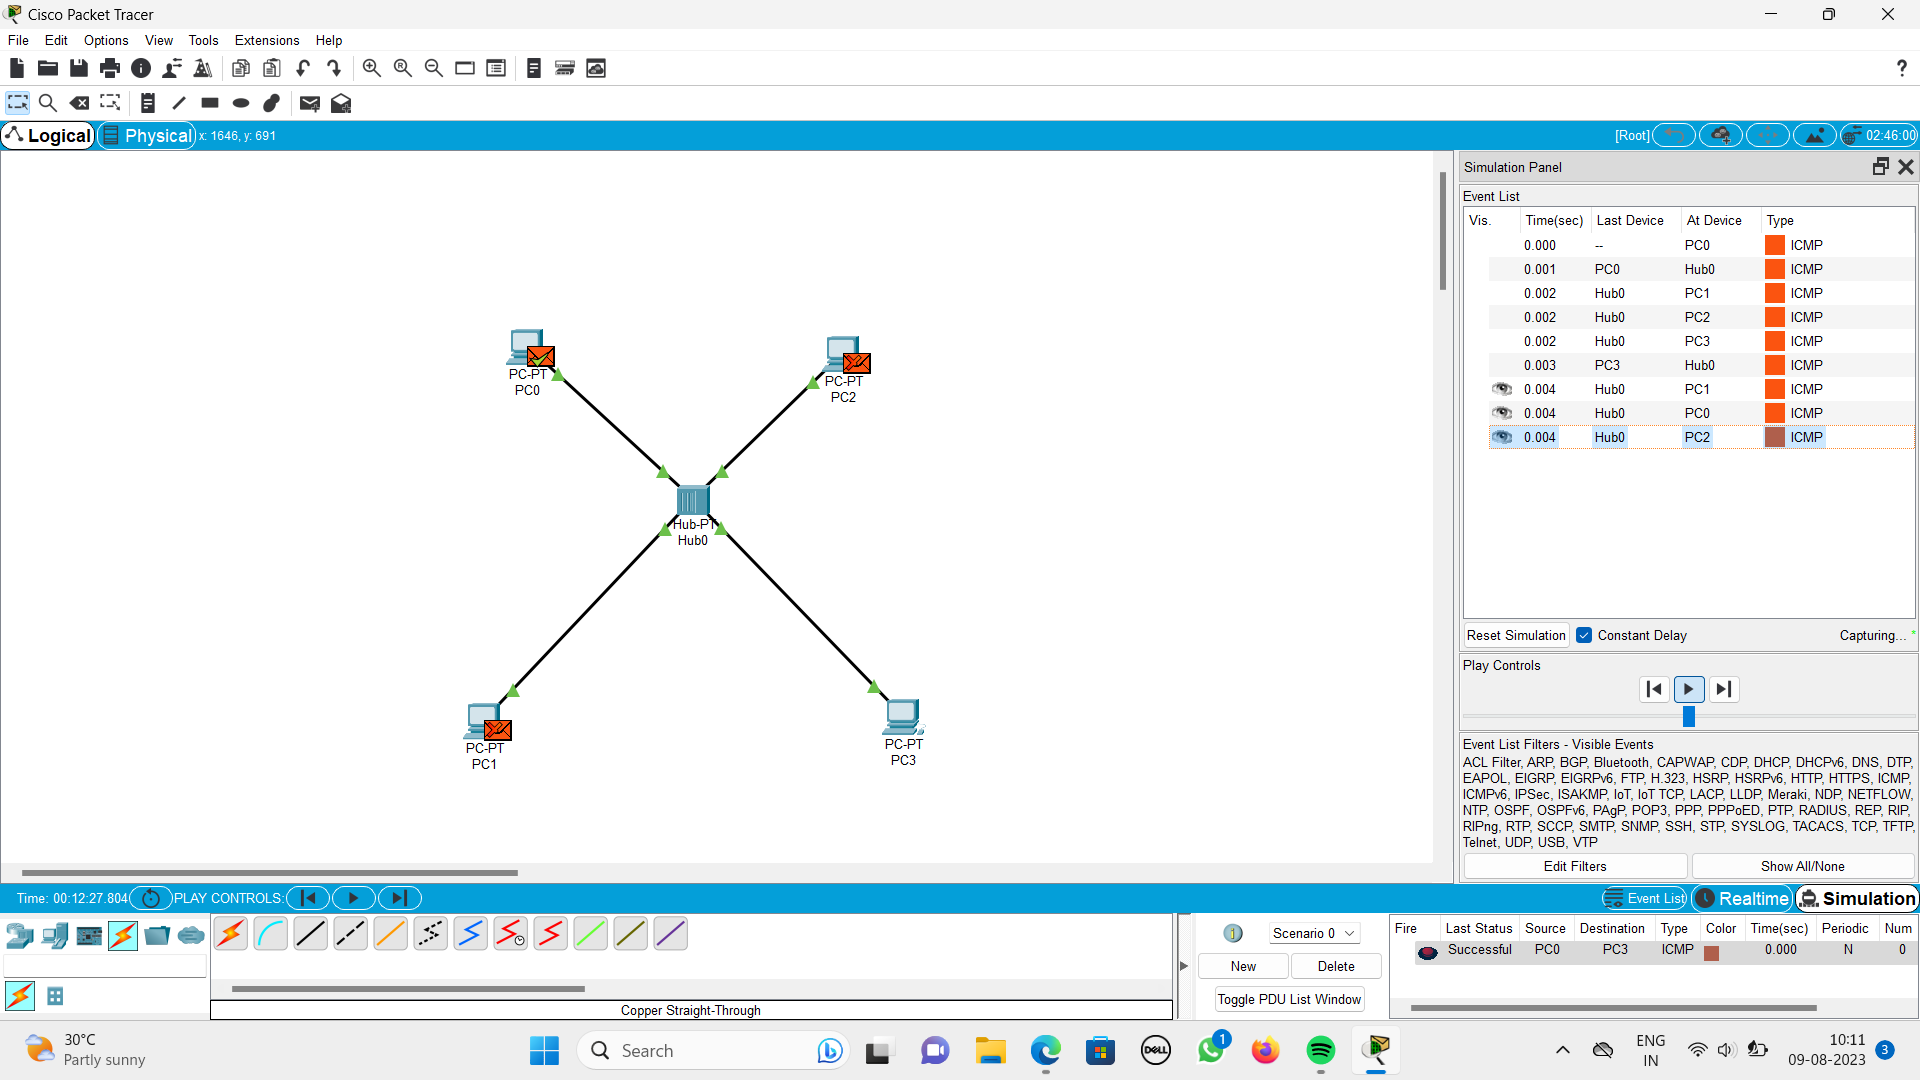 Cisco Packet Tracer
File Edit Options View Tools Extensions Help
?
Logical Physical x: 1646, y: 691 [Root] 02:46:00
Simulation Panel
Event List
Vis. Time(sec) Last Device At Device Type
0.000 -- PC0 ICMP
0.001 PC0 Hub0 ICMP
0.002 Hub0 PC1 ICMP
0.002 Hub0 PC2 ICMP
0.002 Hub0 PC3 ICMP
0.003 PC3 Hub0 ICMP
0.004 Hub0 PC1 ICMP
0.004 Hub0 PC0 ICMP
0.004 Hub0 PC2 ICMP
PC-PT
PC0
PC-PT
PC2
Hub-PT
Hub0
PC-PT
PC1
PC-PT
PC3
Reset Simulation Constant Delay Capturing... *
Play Controls
Event List Filters - Visible Events
ACL Filter, ARP, BGP, Bluetooth, CAPWAP, CDP, DHCP, DHCPv6, DNS, DTP,
EAPOL, EIGRP, EIGRPv6, FTP, H.323, HSRP, HSRPv6, HTTP, HTTPS, ICMP,
ICMPv6, IPSec, ISAKMP, IoT, IoT TCP, LACP, LLDP, Meraki, NDP, NETFLOW,
NTP, OSPF, OSPFv6, PAgP, POP3, PPP, PPPoED, PTP, RADIUS, REP, RIP,
RIPng, RTP, SCCP, SMTP, SNMP, SSH, STP, SYSLOG, TACACS, TCP, TFTP,
Telnet, UDP, USB, VTP
Edit Filters Show All/None
Time: 00:12:27.804 PLAY CONTROLS: Event List Realtime Simulation
Scenario 0
New Delete
Toggle PDU List Window
Fire Last Status Source Destination Type Color Time(sec) Periodic Num
Successful PC0 PC3 ICMP 0.000 N 0
Copper Straight-Through
30°C
Partly sunny
Search
DELL
1
ENG
IN
10:11
09-08-2023
3